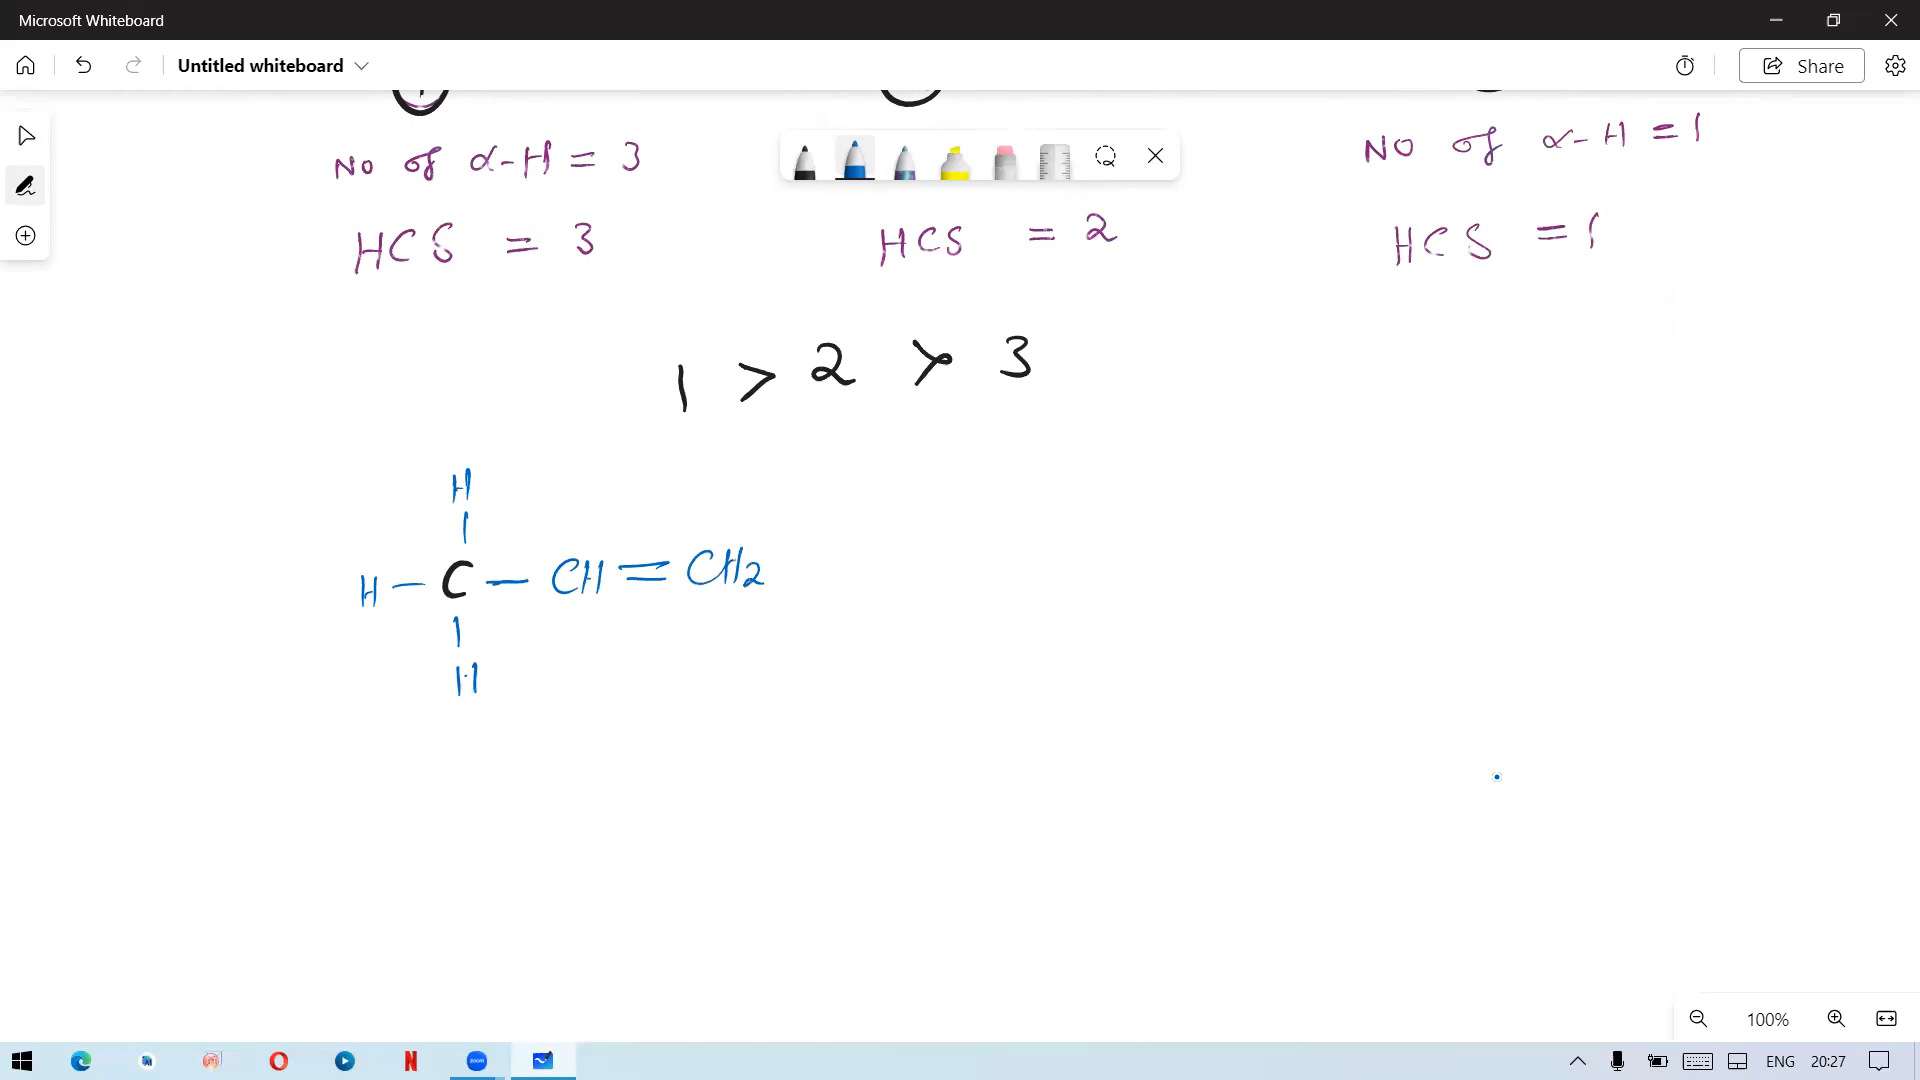 Microsoft Whiteboard
Untitled whiteboard
Share
No of α-H = 3
No of α-H = 1
HCS = 3
HCS = 2
HCS = 1
1 > 2 > 3
H
|
H - C - CH = CH2
|
H
100%
zoom
ENG
20:27